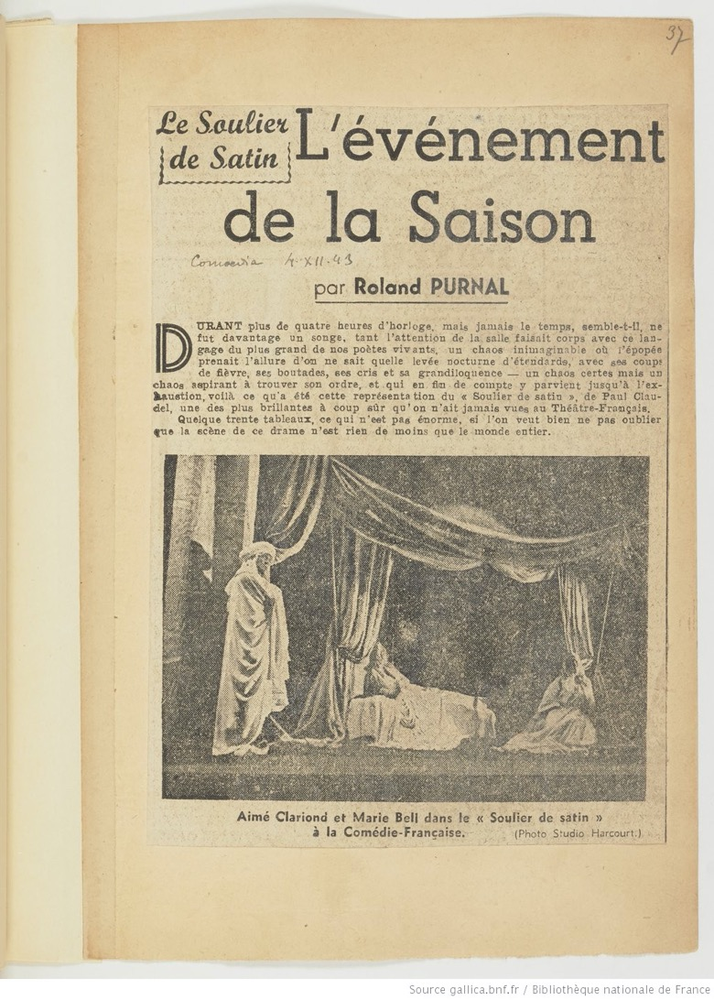 37
Le Soulier
de Satin
L'événement
de la Saison
Comoedia 4.XII.43
par Roland PURNAL
DURANT plus de quatre heures d'horloge, mais jamais le temps, semble-t-il, ne
fut davantage un songe, tant l'attention de la salle faisait corps avec ce lan-
gage du plus grand de nos poètes vivants, un chaos inimaginable où l'épopée
prenait l'allure d'on ne sait quelle levée nocturne d'étendards, avec ses coups
de fièvre, ses boutades, ses cris et sa grandiloquence — un chaos certes mais un
chaos aspirant à trouver son ordre, et qui en fin de compte y parvient jusqu'à l'ex-
haustion, voilà ce qu'a été cette représentation du « Soulier de satin », de Paul Clau-
del, une des plus brillantes à coup sûr qu'on n'ait jamais vues au Théâtre-Français.
Quelque trente tableaux, ce qui n'est pas énorme, si l'on veut bien ne pas oublier
que la scène de ce drame n'est rien de moins que le monde entier.
Aimé Clariond et Marie Bell dans le « Soulier de satin »
à la Comédie-Française. (Photo Studio Harcourt.)
Source gallica.bnf.fr / Bibliothèque nationale de France